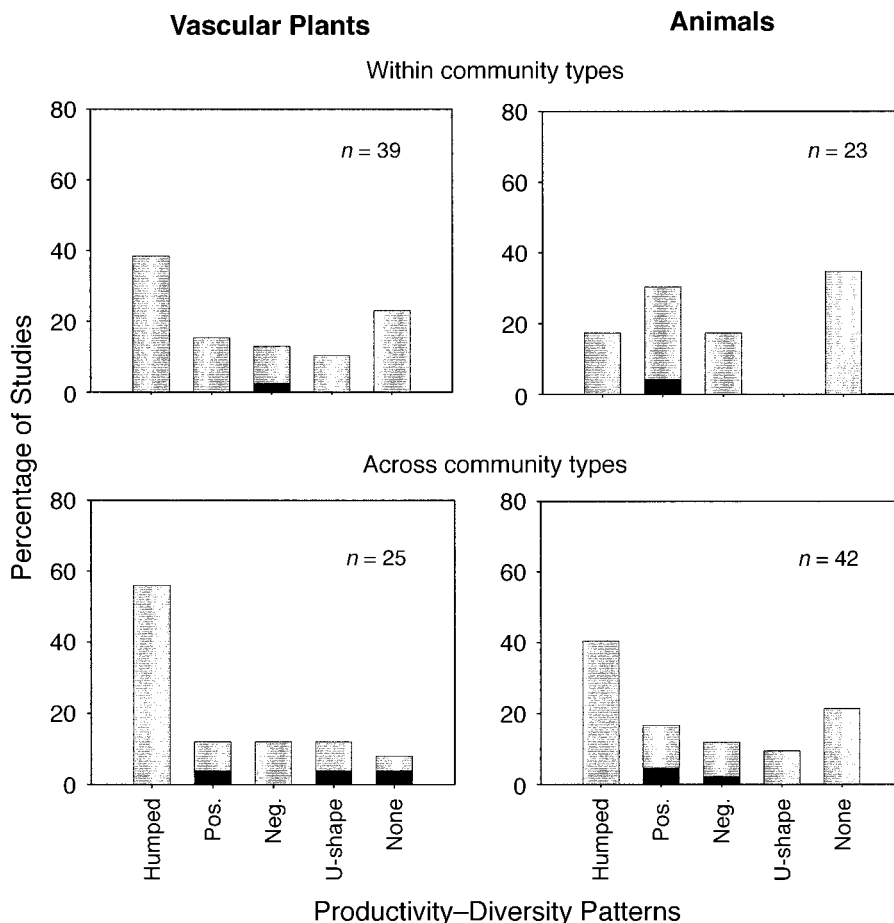 Vascular Plants
Animals
Within community types
80
60
40
20
0
n = 39
80
60
40
20
0
n = 23
Percentage of Studies
Across community types
80
60
40
20
0
n = 25
Humped
Pos.
Neg.
U-shape
None
80
60
40
20
0
n = 42
Humped
Pos.
Neg.
U-shape
None
Productivity–Diversity Patterns